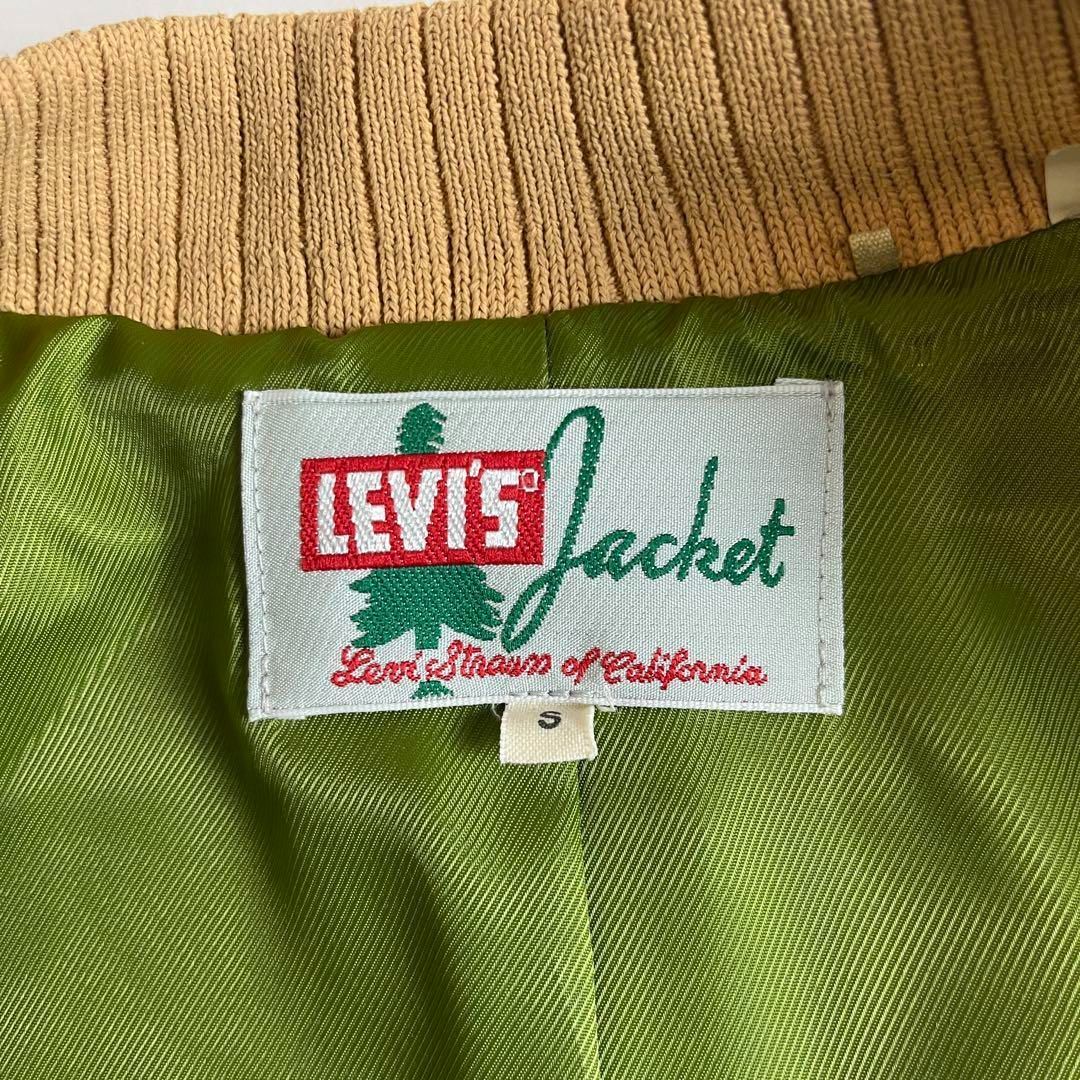 LEVI'S® Jacket
Levi Strauss of California
S